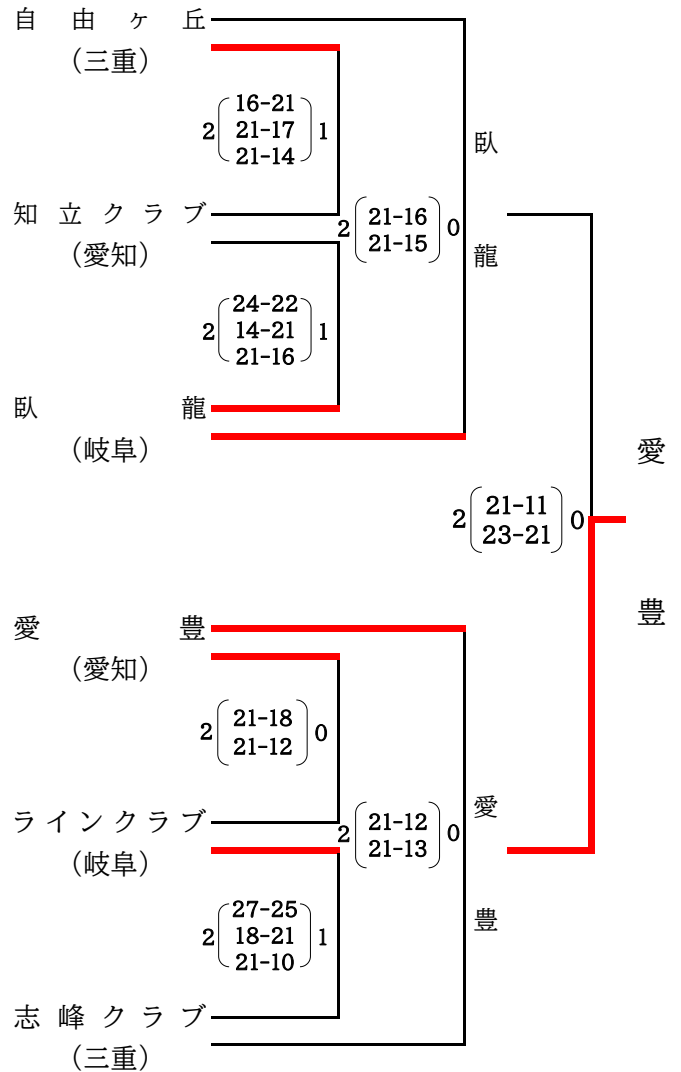 自由ヶ丘
(三重)
2 16-21 1
21-17
21-14
臥龍
知立クラブ
(愛知)
2 21-16 0
21-15
2 24-22 1
14-21
21-16
臥龍
(岐阜)
愛豊
2 21-11 0
23-21
愛豊
(愛知)
2 21-18 0
21-12
愛豊
ラインクラブ
(岐阜)
2 21-12 0
21-13
2 27-25 1
18-21
21-10
志峰クラブ
(三重)